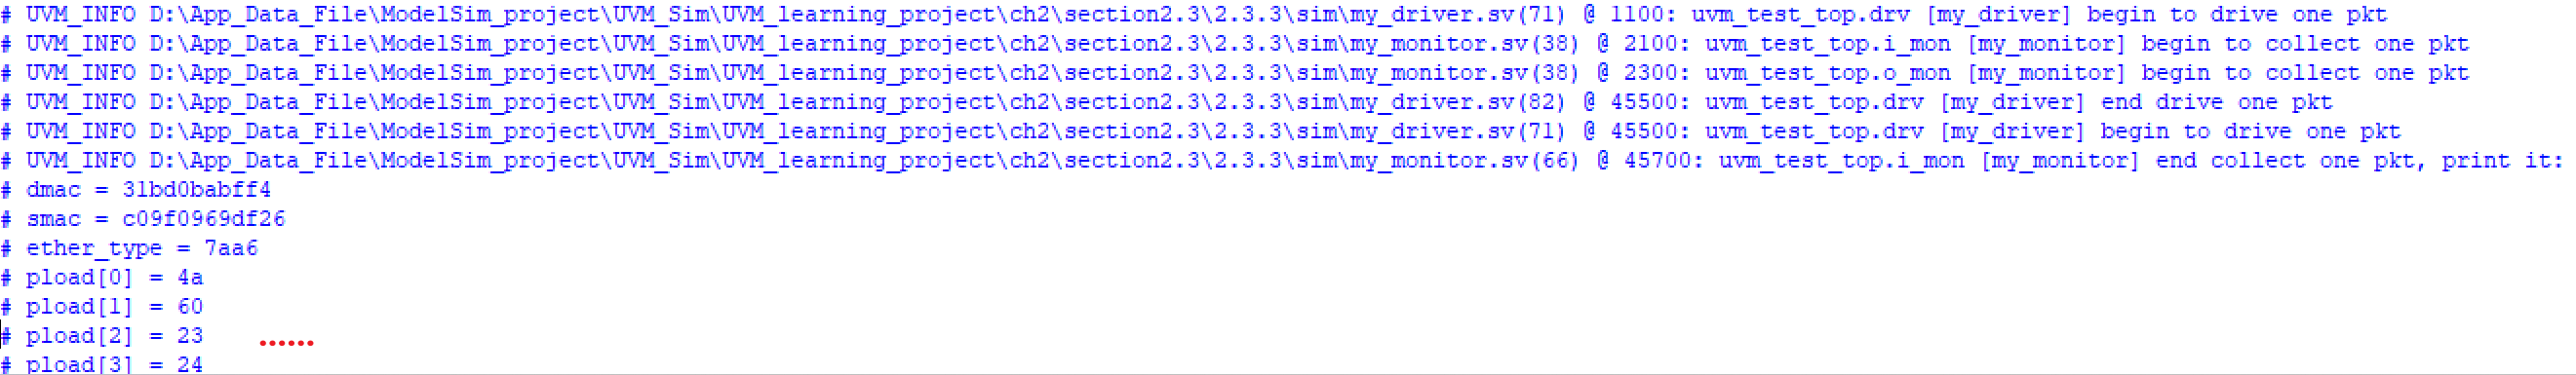 # UVM_INFO D:\App_Data_File\ModelSim_project\UVM_Sim\UVM_learning_project\ch2\section2.3\2.3.3\sim\my_driver.sv(71) @ 1100: uvm_test_top.drv [my_driver] begin to drive one pkt
# UVM_INFO D:\App_Data_File\ModelSim_project\UVM_Sim\UVM_learning_project\ch2\section2.3\2.3.3\sim\my_monitor.sv(38) @ 2100: uvm_test_top.i_mon [my_monitor] begin to collect one pkt
# UVM_INFO D:\App_Data_File\ModelSim_project\UVM_Sim\UVM_learning_project\ch2\section2.3\2.3.3\sim\my_monitor.sv(38) @ 2300: uvm_test_top.o_mon [my_monitor] begin to collect one pkt
# UVM_INFO D:\App_Data_File\ModelSim_project\UVM_Sim\UVM_learning_project\ch2\section2.3\2.3.3\sim\my_driver.sv(82) @ 45500: uvm_test_top.drv [my_driver] end drive one pkt
# UVM_INFO D:\App_Data_File\ModelSim_project\UVM_Sim\UVM_learning_project\ch2\section2.3\2.3.3\sim\my_driver.sv(71) @ 45500: uvm_test_top.drv [my_driver] begin to drive one pkt
# UVM_INFO D:\App_Data_File\ModelSim_project\UVM_Sim\UVM_learning_project\ch2\section2.3\2.3.3\sim\my_monitor.sv(66) @ 45700: uvm_test_top.i_mon [my_monitor] end collect one pkt, print it:
# dmac = 31bd0babff4
# smac = c09f0969df26
# ether_type = 7aa6
# pload[0] = 4a
# pload[1] = 60
# pload[2] = 23 ......
# pload[3] = 24